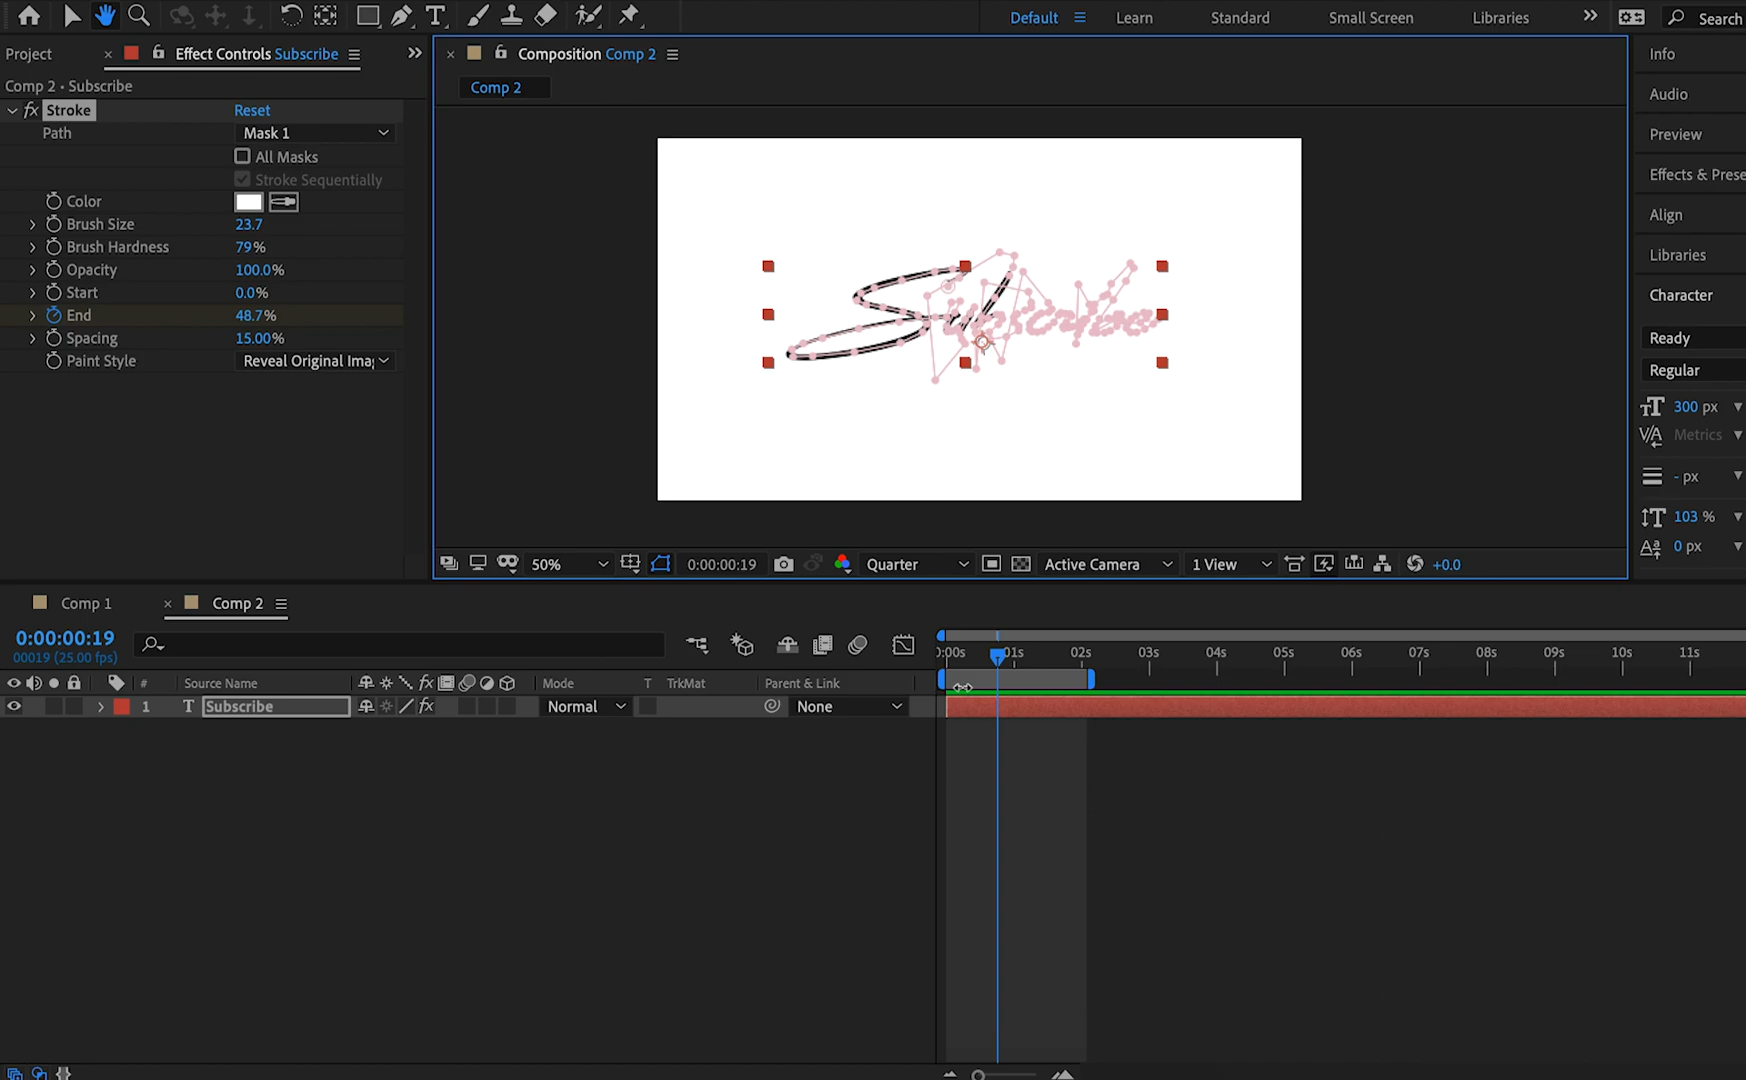 Default Learn Standard Small Screen Libraries Search
Project Effect Controls Subscribe
Comp 2 • Subscribe
fx Stroke Reset
Path Mask 1
All Masks
Stroke Sequentially
Color
Brush Size 23.7
Brush Hardness 79%
Opacity 100.0%
Start 0.0%
End 48.7%
Spacing 15.00%
Paint Style Reveal Original Imag
Composition Comp 2
Comp 2
Subscribe
50% 0:00:00:19 Quarter Active Camera 1 View +0.0
Info
Audio
Preview
Effects & Prese
Align
Libraries
Character
Ready
Regular
300 px
Metrics
- px
103 %
0 px
Comp 1 Comp 2
0:00:00:19
00019 (25.00 fps)
# Source Name fx Mode T TrkMat Parent & Link
1 T Subscribe fx Normal None
0:00s 01s 02s 03s 04s 05s 06s 07s 08s 09s 10s 11s